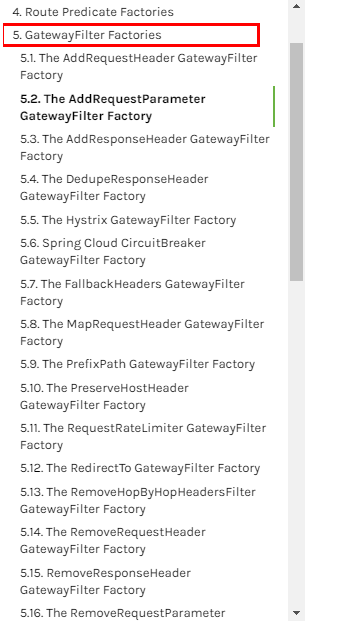 4. Route Predicate Factories
5. GatewayFilter Factories
5.1. The AddRequestHeader GatewayFilter
Factory
5.2. The AddRequestParameter
GatewayFilter Factory
5.3. The AddResponseHeader GatewayFilter
Factory
5.4. The DedupeResponseHeader
GatewayFilter Factory
5.5. The Hystrix GatewayFilter Factory
5.6. Spring Cloud CircuitBreaker
GatewayFilter Factory
5.7. The FallbackHeaders GatewayFilter
Factory
5.8. The MapRequestHeader GatewayFilter
Factory
5.9. The PrefixPath GatewayFilter Factory
5.10. The PreserveHostHeader
GatewayFilter Factory
5.11. The RequestRateLimiter GatewayFilter
Factory
5.12. The RedirectTo GatewayFilter Factory
5.13. The RemoveHopByHopHeadersFilter
GatewayFilter Factory
5.14. The RemoveRequestHeader
GatewayFilter Factory
5.15. RemoveResponseHeader
GatewayFilter Factory
5.16. The RemoveRequestParameter